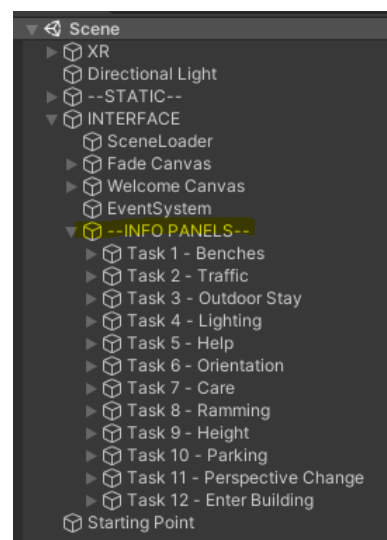 Scene
XR
Directional Light
--STATIC--
INTERFACE
SceneLoader
Fade Canvas
Welcome Canvas
EventSystem
--INFO PANELS--
Task 1 - Benches
Task 2 - Traffic
Task 3 - Outdoor Stay
Task 4 - Lighting
Task 5 - Help
Task 6 - Orientation
Task 7 - Care
Task 8 - Ramming
Task 9 - Height
Task 10 - Parking
Task 11 - Perspective Change
Task 12 - Enter Building
Starting Point